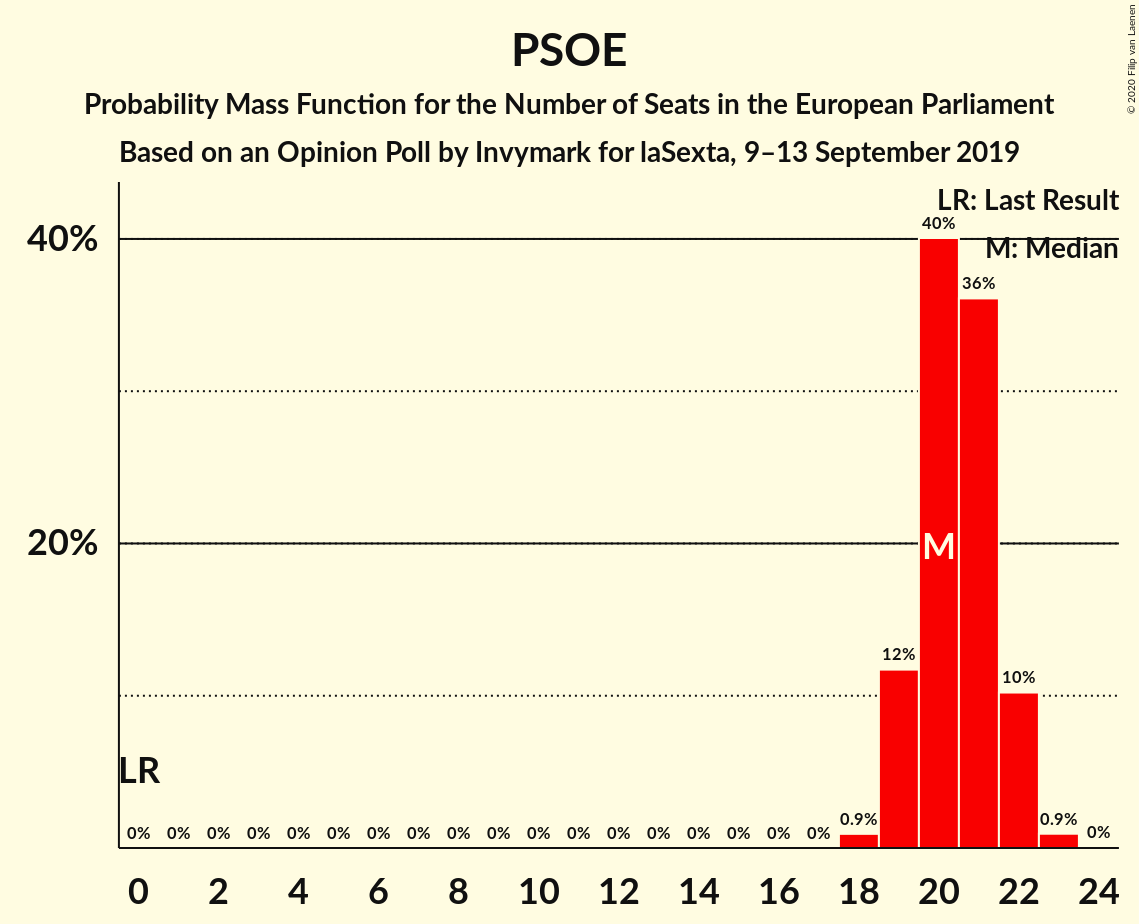 PSOE
Probability Mass Function for the Number of Seats in the European Parliament
Based on an Opinion Poll by Invymark for laSexta, 9–13 September 2019
© 2020 Filip van Laenen
LR: Last Result
M: Median
40%
20%
40%
36%
M
12%
10%
LR
0% 0% 0% 0% 0% 0% 0% 0% 0% 0% 0% 0% 0% 0% 0% 0% 0% 0% 0.9% 0.9% 0%
0 2 4 6 8 10 12 14 16 18 20 22 24